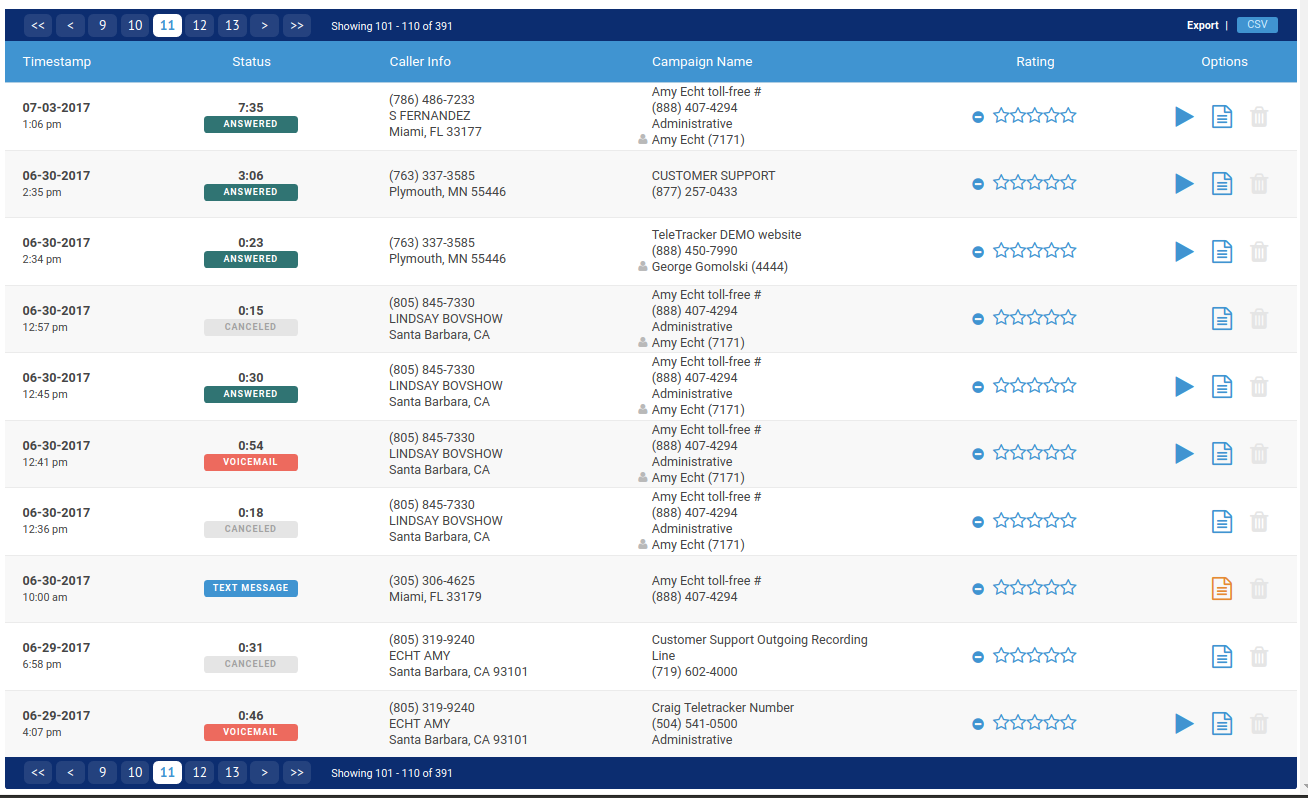 << < 9 10 11 12 13 > >> Showing 101 - 110 of 391 Export | CSV
Timestamp Status Caller Info Campaign Name Rating Options
07-03-2017
1:06 pm
7:35
ANSWERED
(786) 486-7233
S FERNANDEZ
Miami, FL 33177
Amy Echt toll-free #
(888) 407-4294
Administrative
Amy Echt (7171)
06-30-2017
2:35 pm
3:06
ANSWERED
(763) 337-3585
Plymouth, MN 55446
CUSTOMER SUPPORT
(877) 257-0433
06-30-2017
2:34 pm
0:23
ANSWERED
(763) 337-3585
Plymouth, MN 55446
TeleTracker DEMO website
(888) 450-7990
George Gomolski (4444)
06-30-2017
12:57 pm
0:15
CANCELED
(805) 845-7330
LINDSAY BOVSHOW
Santa Barbara, CA
Amy Echt toll-free #
(888) 407-4294
Administrative
Amy Echt (7171)
06-30-2017
12:45 pm
0:30
ANSWERED
(805) 845-7330
LINDSAY BOVSHOW
Santa Barbara, CA
Amy Echt toll-free #
(888) 407-4294
Administrative
Amy Echt (7171)
06-30-2017
12:41 pm
0:54
VOICEMAIL
(805) 845-7330
LINDSAY BOVSHOW
Santa Barbara, CA
Amy Echt toll-free #
(888) 407-4294
Administrative
Amy Echt (7171)
06-30-2017
12:36 pm
0:18
CANCELED
(805) 845-7330
LINDSAY BOVSHOW
Santa Barbara, CA
Amy Echt toll-free #
(888) 407-4294
Administrative
Amy Echt (7171)
06-30-2017
10:00 am
TEXT MESSAGE
(305) 306-4625
Miami, FL 33179
Amy Echt toll-free #
(888) 407-4294
06-29-2017
6:58 pm
0:31
CANCELED
(805) 319-9240
ECHT AMY
Santa Barbara, CA 93101
Customer Support Outgoing Recording
Line
(719) 602-4000
06-29-2017
4:07 pm
0:46
VOICEMAIL
(805) 319-9240
ECHT AMY
Santa Barbara, CA 93101
Craig Teletracker Number
(504) 541-0500
Administrative
<< < 9 10 11 12 13 > >> Showing 101 - 110 of 391